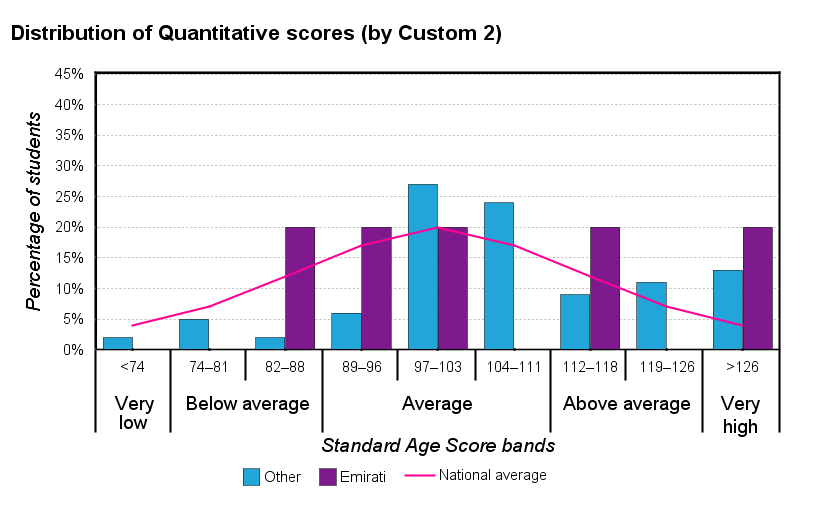 Distribution of Quantitative scores (by Custom 2)
45%
40%
35%
30%
25%
20%
15%
10%
5%
0%
Percentage of students
<74 74–81 82–88 89–96 97–103 104–111 112–118 119–126 >126
Very low Below average Average Above average Very high
Standard Age Score bands
Other Emirati National average